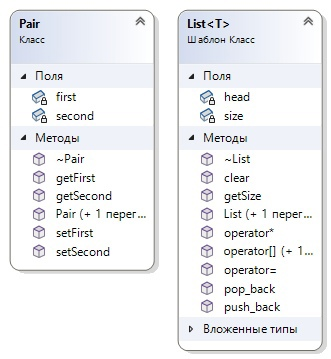 Pair
Класс
Поля
first
second
Методы
~Pair
getFirst
getSecond
Pair (+ 1 перег...
setFirst
setSecond
List<T>
Шаблон Класс
Поля
head
size
Методы
~List
clear
getSize
List (+ 1 перег...
operator*
operator[] (+ 1...
operator=
pop_back
push_back
Вложенные типы